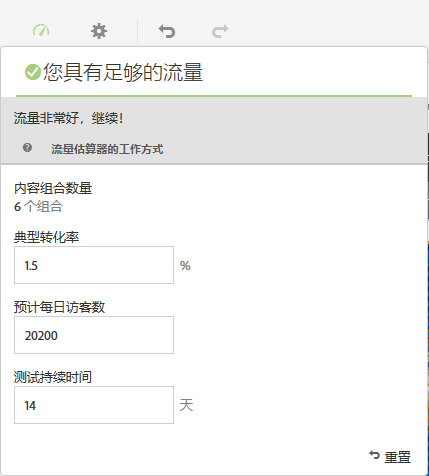 您具有足够的流量
流量非常好，继续！
流量估算器的工作方式
内容组合数量
6 个组合
典型转化率
1.5 %
预计每日访客数
20200
测试持续时间
14 天
重置